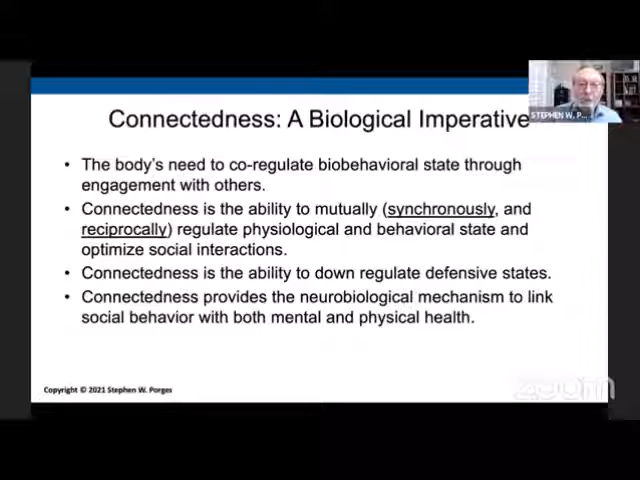 Connectedness: A Biological Imperative
STEPHEN W. P...
• The body's need to co-regulate biobehavioral state through
engagement with others.
• Connectedness is the ability to mutually (synchronously, and
reciprocally) regulate physiological and behavioral state and
optimize social interactions.
• Connectedness is the ability to down regulate defensive states.
• Connectedness provides the neurobiological mechanism to link
social behavior with both mental and physical health.
Copyright © 2021 Stephen W. Porges
zoom